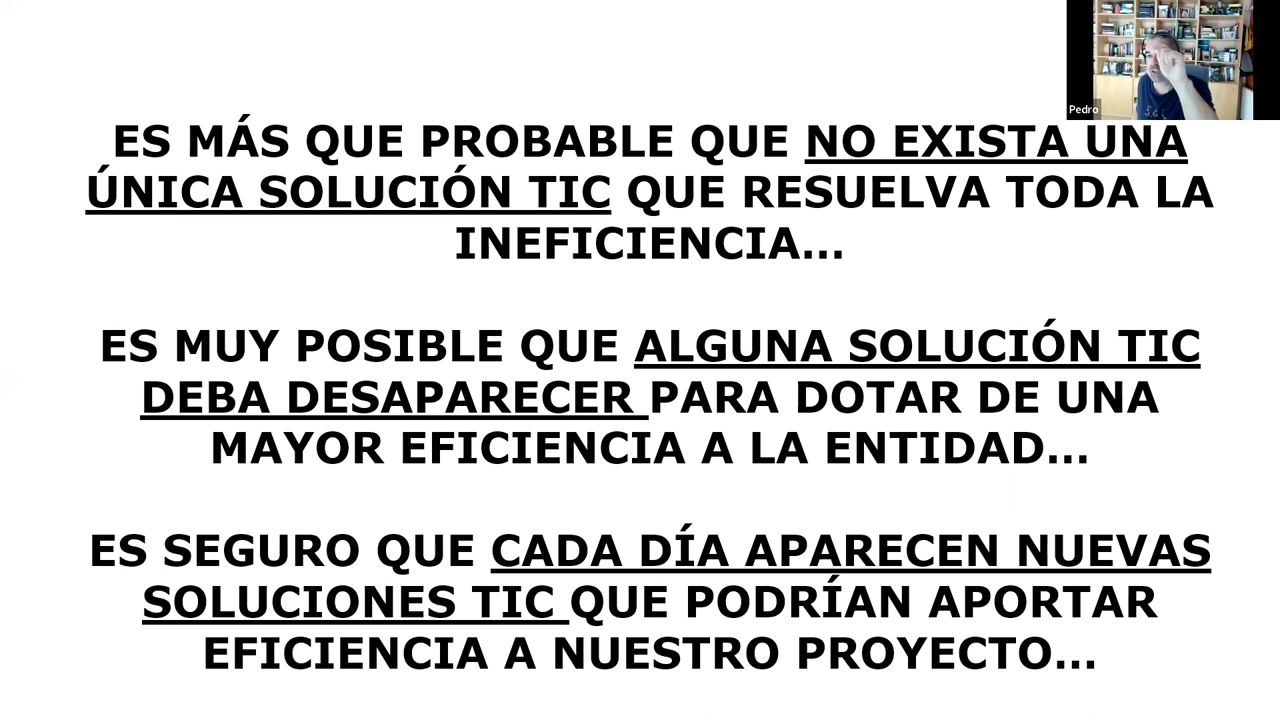 Pedro
ES MÁS QUE PROBABLE QUE NO EXISTA UNA
ÚNICA SOLUCIÓN TIC QUE RESUELVA TODA LA
INEFICIENCIA...
ES MUY POSIBLE QUE ALGUNA SOLUCIÓN TIC
DEBA DESAPARECER PARA DOTAR DE UNA
MAYOR EFICIENCIA A LA ENTIDAD...
ES SEGURO QUE CADA DÍA APARECEN NUEVAS
SOLUCIONES TIC QUE PODRÍAN APORTAR
EFICIENCIA A NUESTRO PROYECTO...